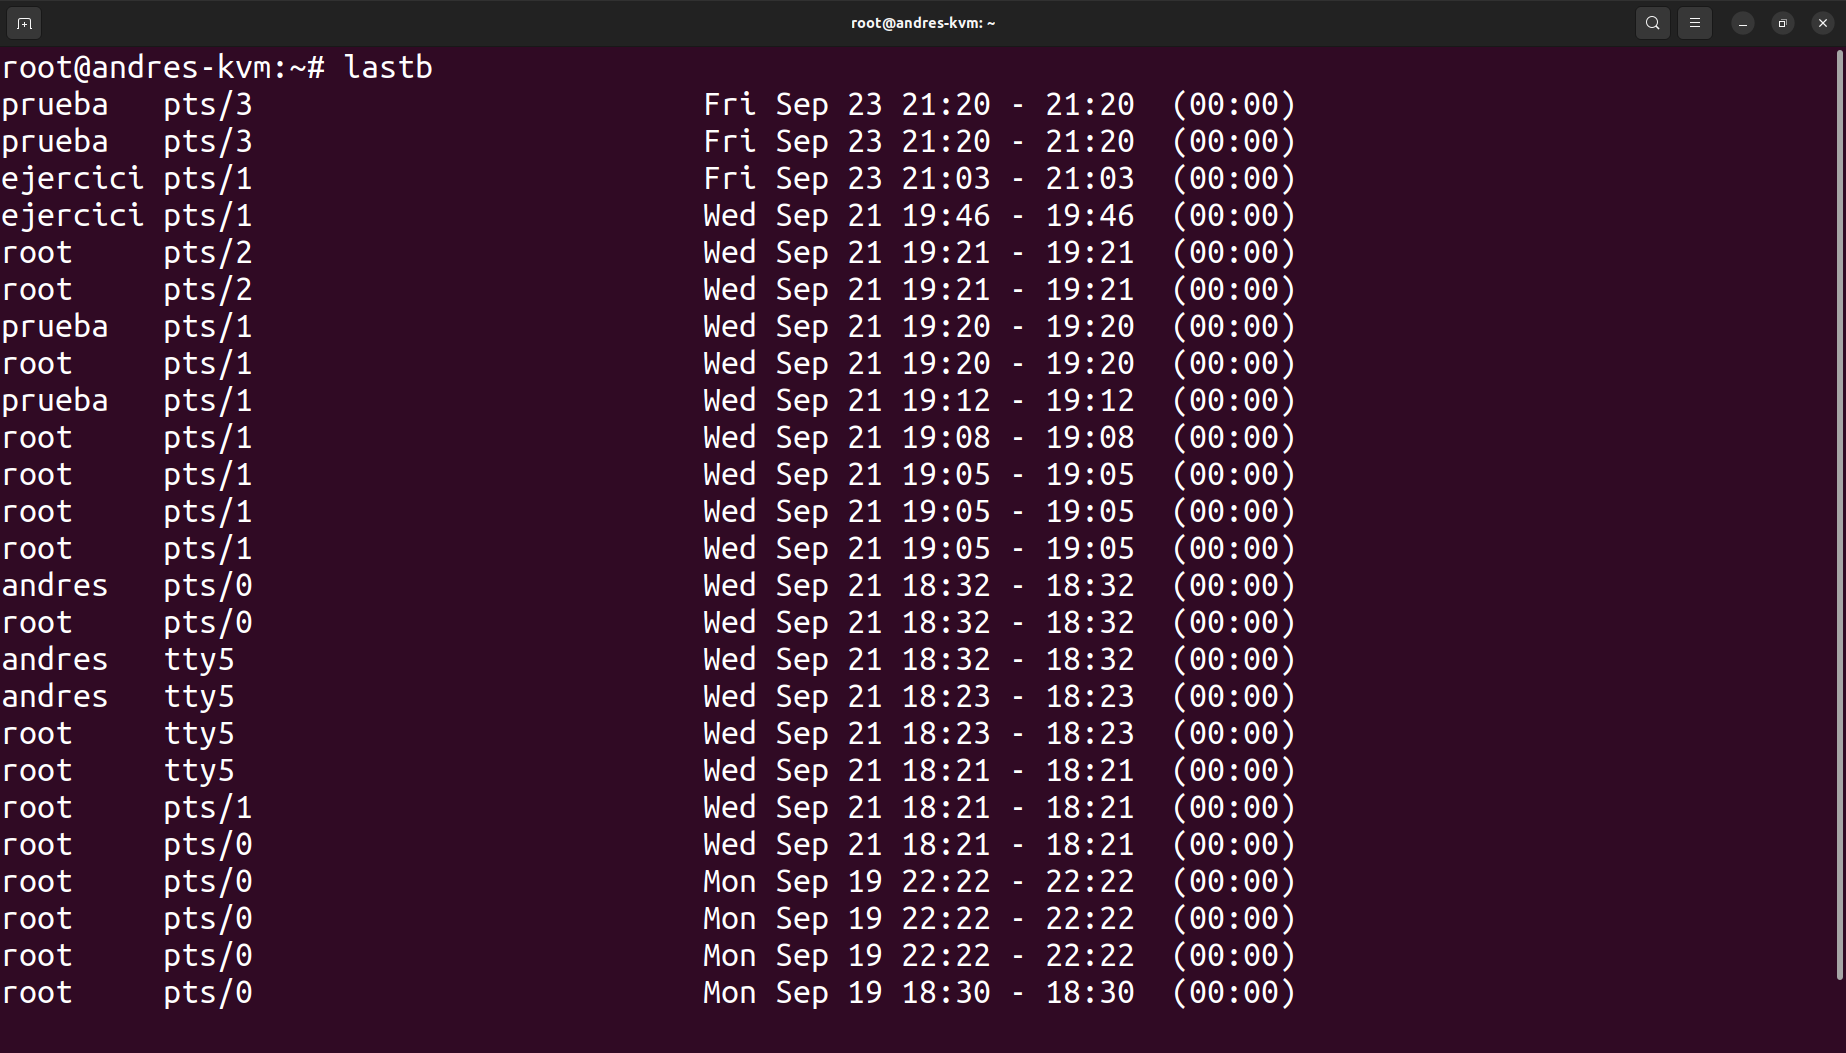 root@andres-kvm: ~
root@andres-kvm:~# lastb
prueba   pts/3                         Fri Sep 23 21:20 - 21:20  (00:00)
prueba   pts/3                         Fri Sep 23 21:20 - 21:20  (00:00)
ejercici pts/1                         Fri Sep 23 21:03 - 21:03  (00:00)
ejercici pts/1                         Wed Sep 21 19:46 - 19:46  (00:00)
root     pts/2                         Wed Sep 21 19:21 - 19:21  (00:00)
root     pts/2                         Wed Sep 21 19:21 - 19:21  (00:00)
prueba   pts/1                         Wed Sep 21 19:20 - 19:20  (00:00)
root     pts/1                         Wed Sep 21 19:20 - 19:20  (00:00)
prueba   pts/1                         Wed Sep 21 19:12 - 19:12  (00:00)
root     pts/1                         Wed Sep 21 19:08 - 19:08  (00:00)
root     pts/1                         Wed Sep 21 19:05 - 19:05  (00:00)
root     pts/1                         Wed Sep 21 19:05 - 19:05  (00:00)
root     pts/1                         Wed Sep 21 19:05 - 19:05  (00:00)
andres   pts/0                         Wed Sep 21 18:32 - 18:32  (00:00)
root     pts/0                         Wed Sep 21 18:32 - 18:32  (00:00)
andres   tty5                          Wed Sep 21 18:32 - 18:32  (00:00)
andres   tty5                          Wed Sep 21 18:23 - 18:23  (00:00)
root     tty5                          Wed Sep 21 18:23 - 18:23  (00:00)
root     tty5                          Wed Sep 21 18:21 - 18:21  (00:00)
root     pts/1                         Wed Sep 21 18:21 - 18:21  (00:00)
root     pts/0                         Wed Sep 21 18:21 - 18:21  (00:00)
root     pts/0                         Mon Sep 19 22:22 - 22:22  (00:00)
root     pts/0                         Mon Sep 19 22:22 - 22:22  (00:00)
root     pts/0                         Mon Sep 19 22:22 - 22:22  (00:00)
root     pts/0                         Mon Sep 19 18:30 - 18:30  (00:00)